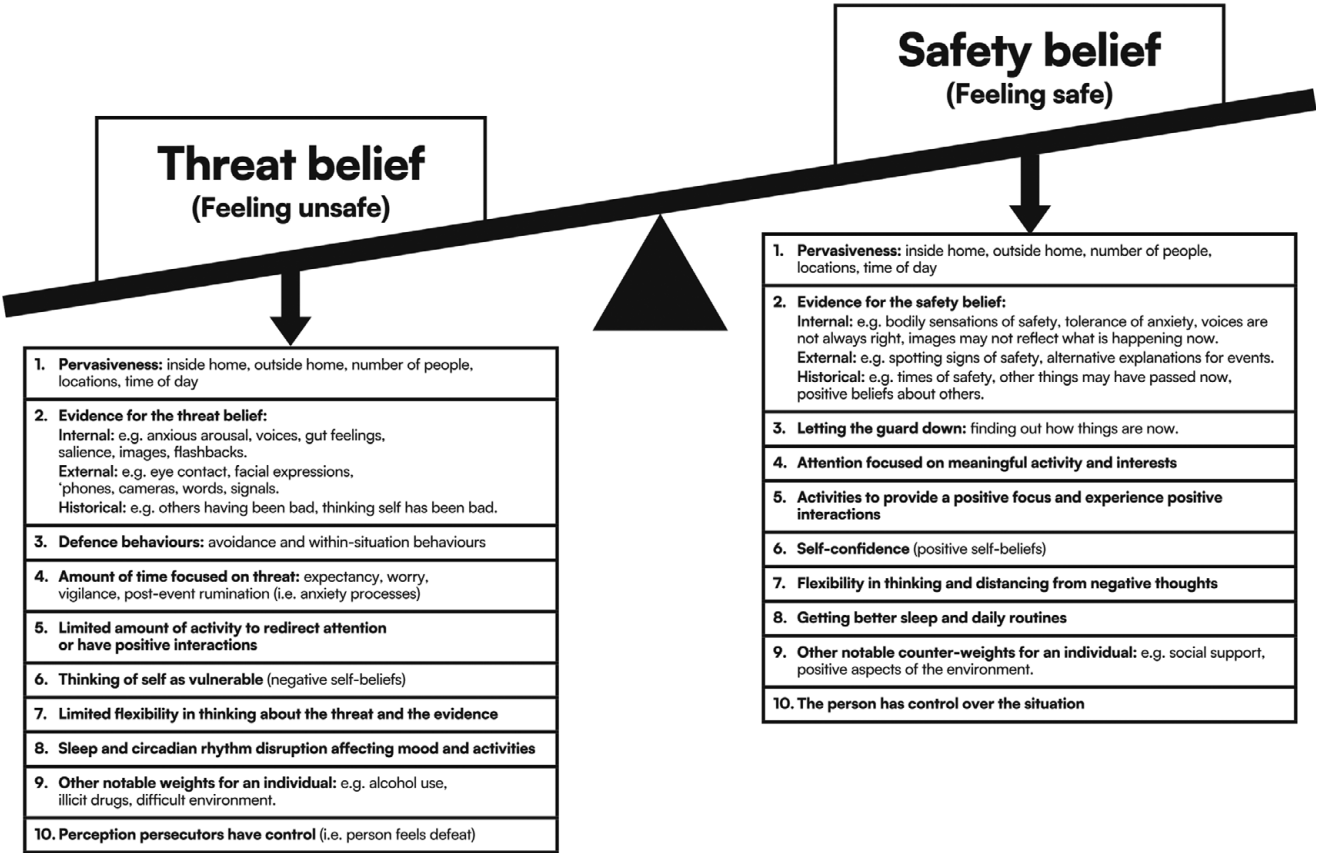 Safety belief
(Feeling safe)
Threat belief
(Feeling unsafe)
1. Pervasiveness: inside home, outside home, number of people,
locations, time of day
2. Evidence for the threat belief:
Internal: e.g. anxious arousal, voices, gut feelings,
salience, images, flashbacks.
External: e.g. eye contact, facial expressions,
‘phones, cameras, words, signals.
Historical: e.g. others having been bad, thinking self has been bad.
3. Defence behaviours: avoidance and within-situation behaviours
4. Amount of time focused on threat: expectancy, worry,
vigilance, post-event rumination (i.e. anxiety processes)
5. Limited amount of activity to redirect attention
or have positive interactions
6. Thinking of self as vulnerable (negative self-beliefs)
7. Limited flexibility in thinking about the threat and the evidence
8. Sleep and circadian rhythm disruption affecting mood and activities
9. Other notable weights for an individual: e.g. alcohol use,
illicit drugs, difficult environment.
10. Perception persecutors have control (i.e. person feels defeat)
1. Pervasiveness: inside home, outside home, number of people,
locations, time of day
2. Evidence for the safety belief:
Internal: e.g. bodily sensations of safety, tolerance of anxiety, voices are
not always right, images may not reflect what is happening now.
External: e.g. spotting signs of safety, alternative explanations for events.
Historical: e.g. times of safety, other things may have passed now,
positive beliefs about others.
3. Letting the guard down: finding out how things are now.
4. Attention focused on meaningful activity and interests
5. Activities to provide a positive focus and experience positive
interactions
6. Self-confidence (positive self-beliefs)
7. Flexibility in thinking and distancing from negative thoughts
8. Getting better sleep and daily routines
9. Other notable counter-weights for an individual: e.g. social support,
positive aspects of the environment.
10. The person has control over the situation